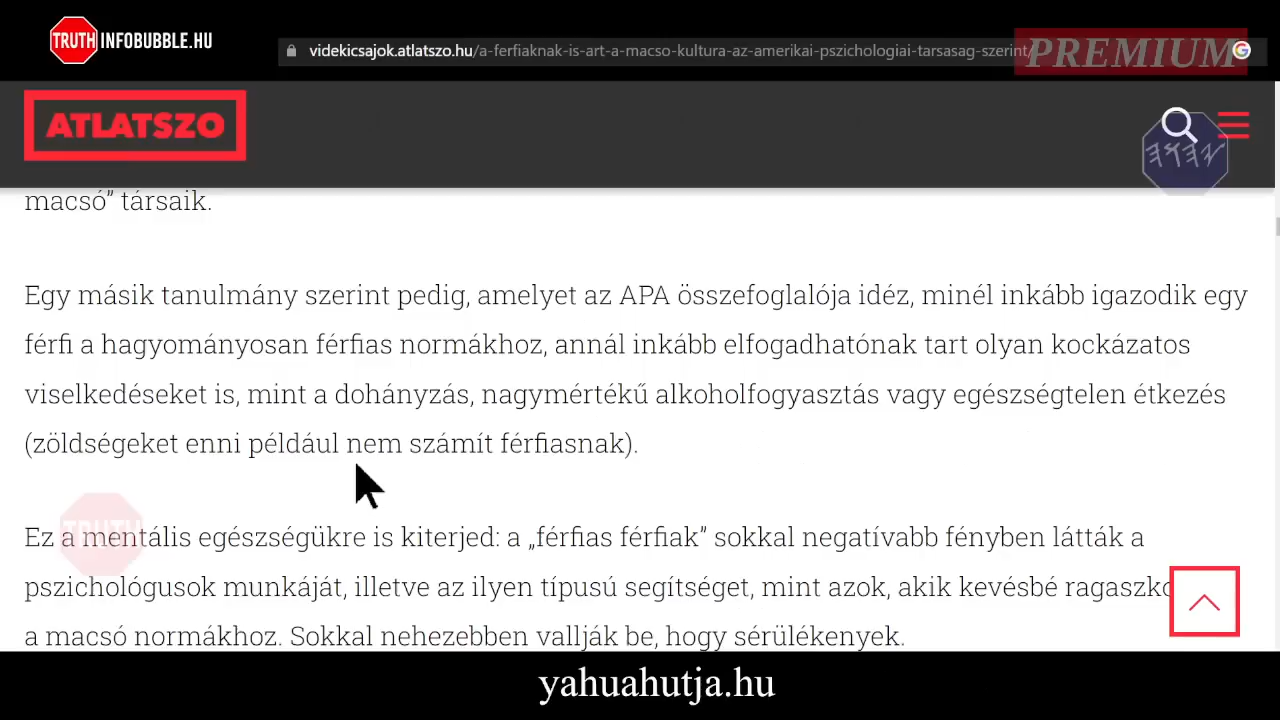 TRUTH INFOBUBBLE.HU
videkicsajok.atlatszo.hu/a-ferfiaknak-is-art-a-macso-kultura-az-amerikai-pszichologiai-tarsasag-szerint/
PREMIUM
G
ATLATSZO
macsó” társaik.
Egy másik tanulmány szerint pedig, amelyet az APA összefoglalója idéz, minél inkább igazodik egy
férfi a hagyományosan férfias normákhoz, annál inkább elfogadhatónak tart olyan kockázatos
viselkedéseket is, mint a dohányzás, nagymértékű alkoholfogyasztás vagy egészségtelen étkezés
(zöldségeket enni például nem számít férfiasnak).
TRUTH
Ez a mentális egészségükre is kiterjed: a „férfias férfiak” sokkal negatívabb fényben látták a
pszichológusok munkáját, illetve az ilyen típusú segítséget, mint azok, akik kevésbé ragaszko
a macsó normákhoz. Sokkal nehezebben vallják be, hogy sérülékenyek.
yahuahutja.hu